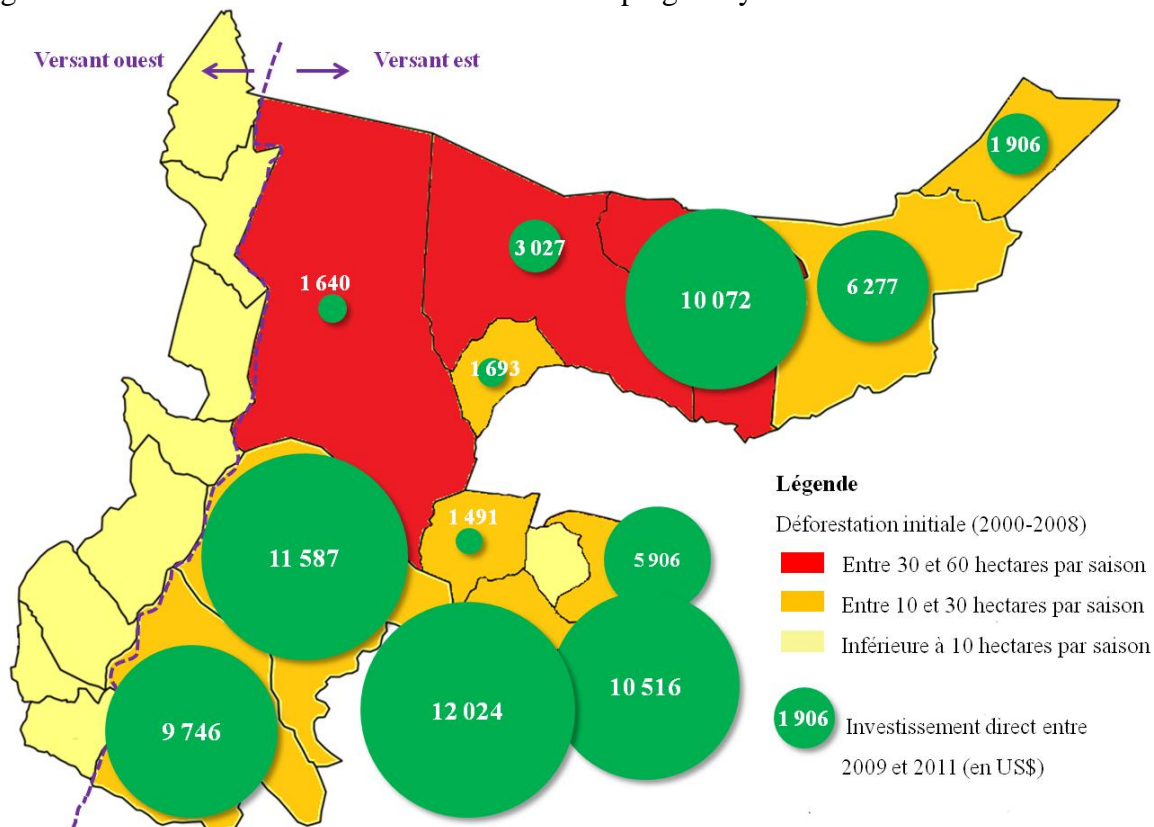 Versant ouest
Versant est
1 906
3 027
1 640
10 072
6 277
1 693
1 491
11 587
5 906
10 516
12 024
9 746
Légende
Déforestation initiale (2000-2008)
Entre 30 et 60 hectares par saison
Entre 10 et 30 hectares par saison
Inférieure à 10 hectares par saison
1 906
Investissement direct entre
2009 et 2011 (en US$)